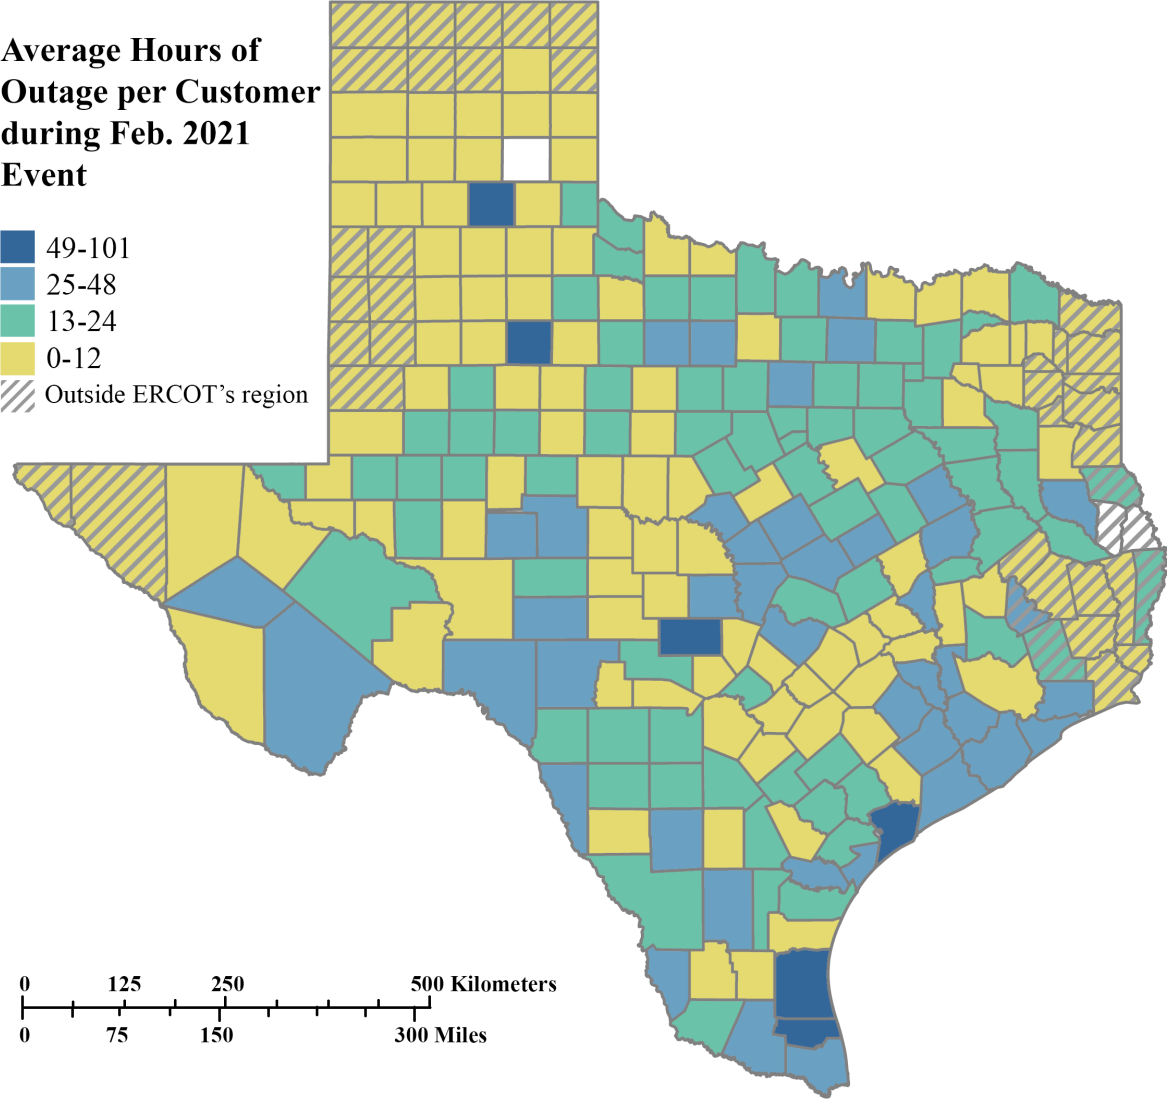 Average Hours of
Outage per Customer
during Feb. 2021
Event
49-101
25-48
13-24
0-12
Outside ERCOT’s region
0 125 250 500 Kilometers
0 75 150 300 Miles